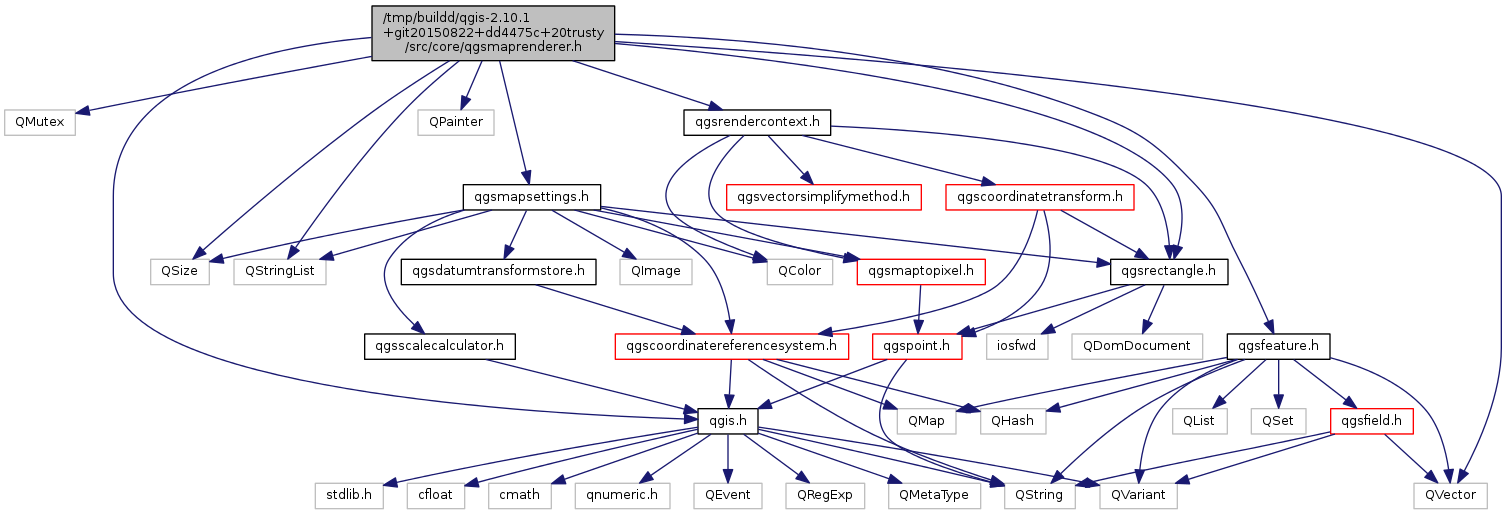 /tmp/buildd/qgis-2.10.1
+git20150822+dd4475c+20trusty
/src/core/qgsmaprenderer.h
QMutex
QPainter
qgsrendercontext.h
qgsmapsettings.h
qgsvectorsimplifymethod.h
qgscoordinatetransform.h
QSize
QStringList
qgsdatumtransformstore.h
QImage
QColor
qgsmaptopixel.h
qgsrectangle.h
qgsscalecalculator.h
qgscoordinatereferencesystem.h
qgspoint.h
iosfwd
QDomDocument
qgsfeature.h
qgis.h
QMap
QHash
QList
QSet
qgsfield.h
stdlib.h
cfloat
cmath
qnumeric.h
QEvent
QRegExp
QMetaType
QString
QVariant
QVector